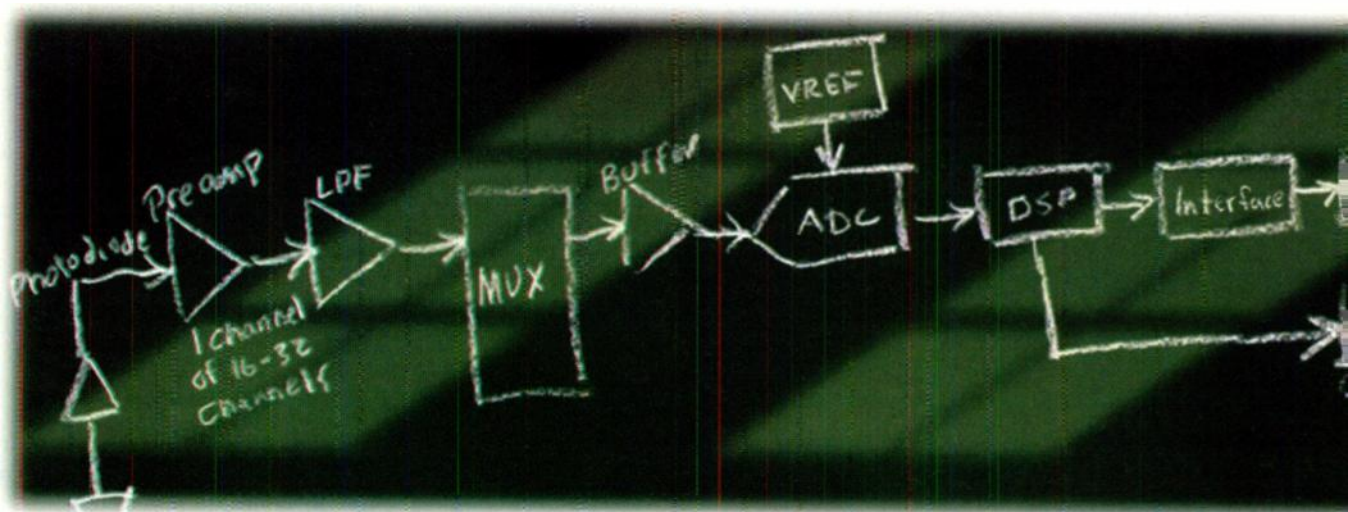 Photodiode
Preamp
LPF
1 channel
of 16-32
Channels
MUX
Buffer
VREF
ADC
DSP
Interface